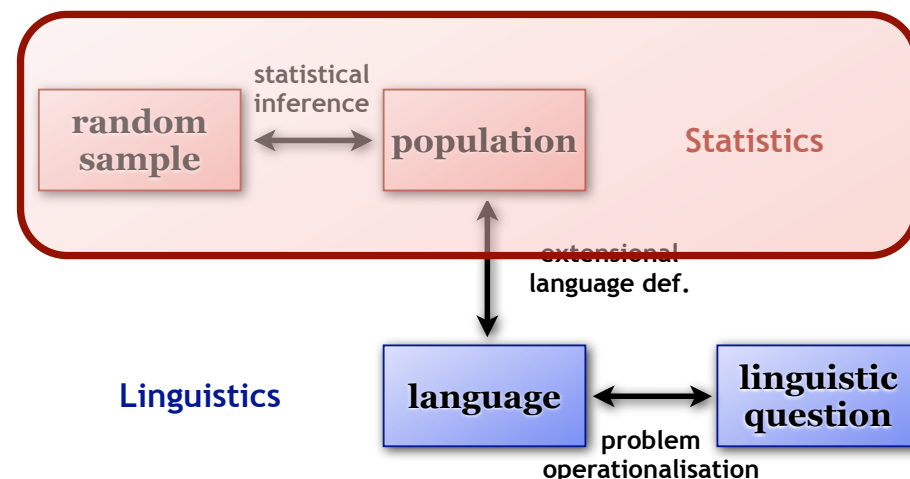 statistical
inference
random
sample
population
Statistics
extensional
language def.
Linguistics
language
linguistic
question
problem
operationalisation